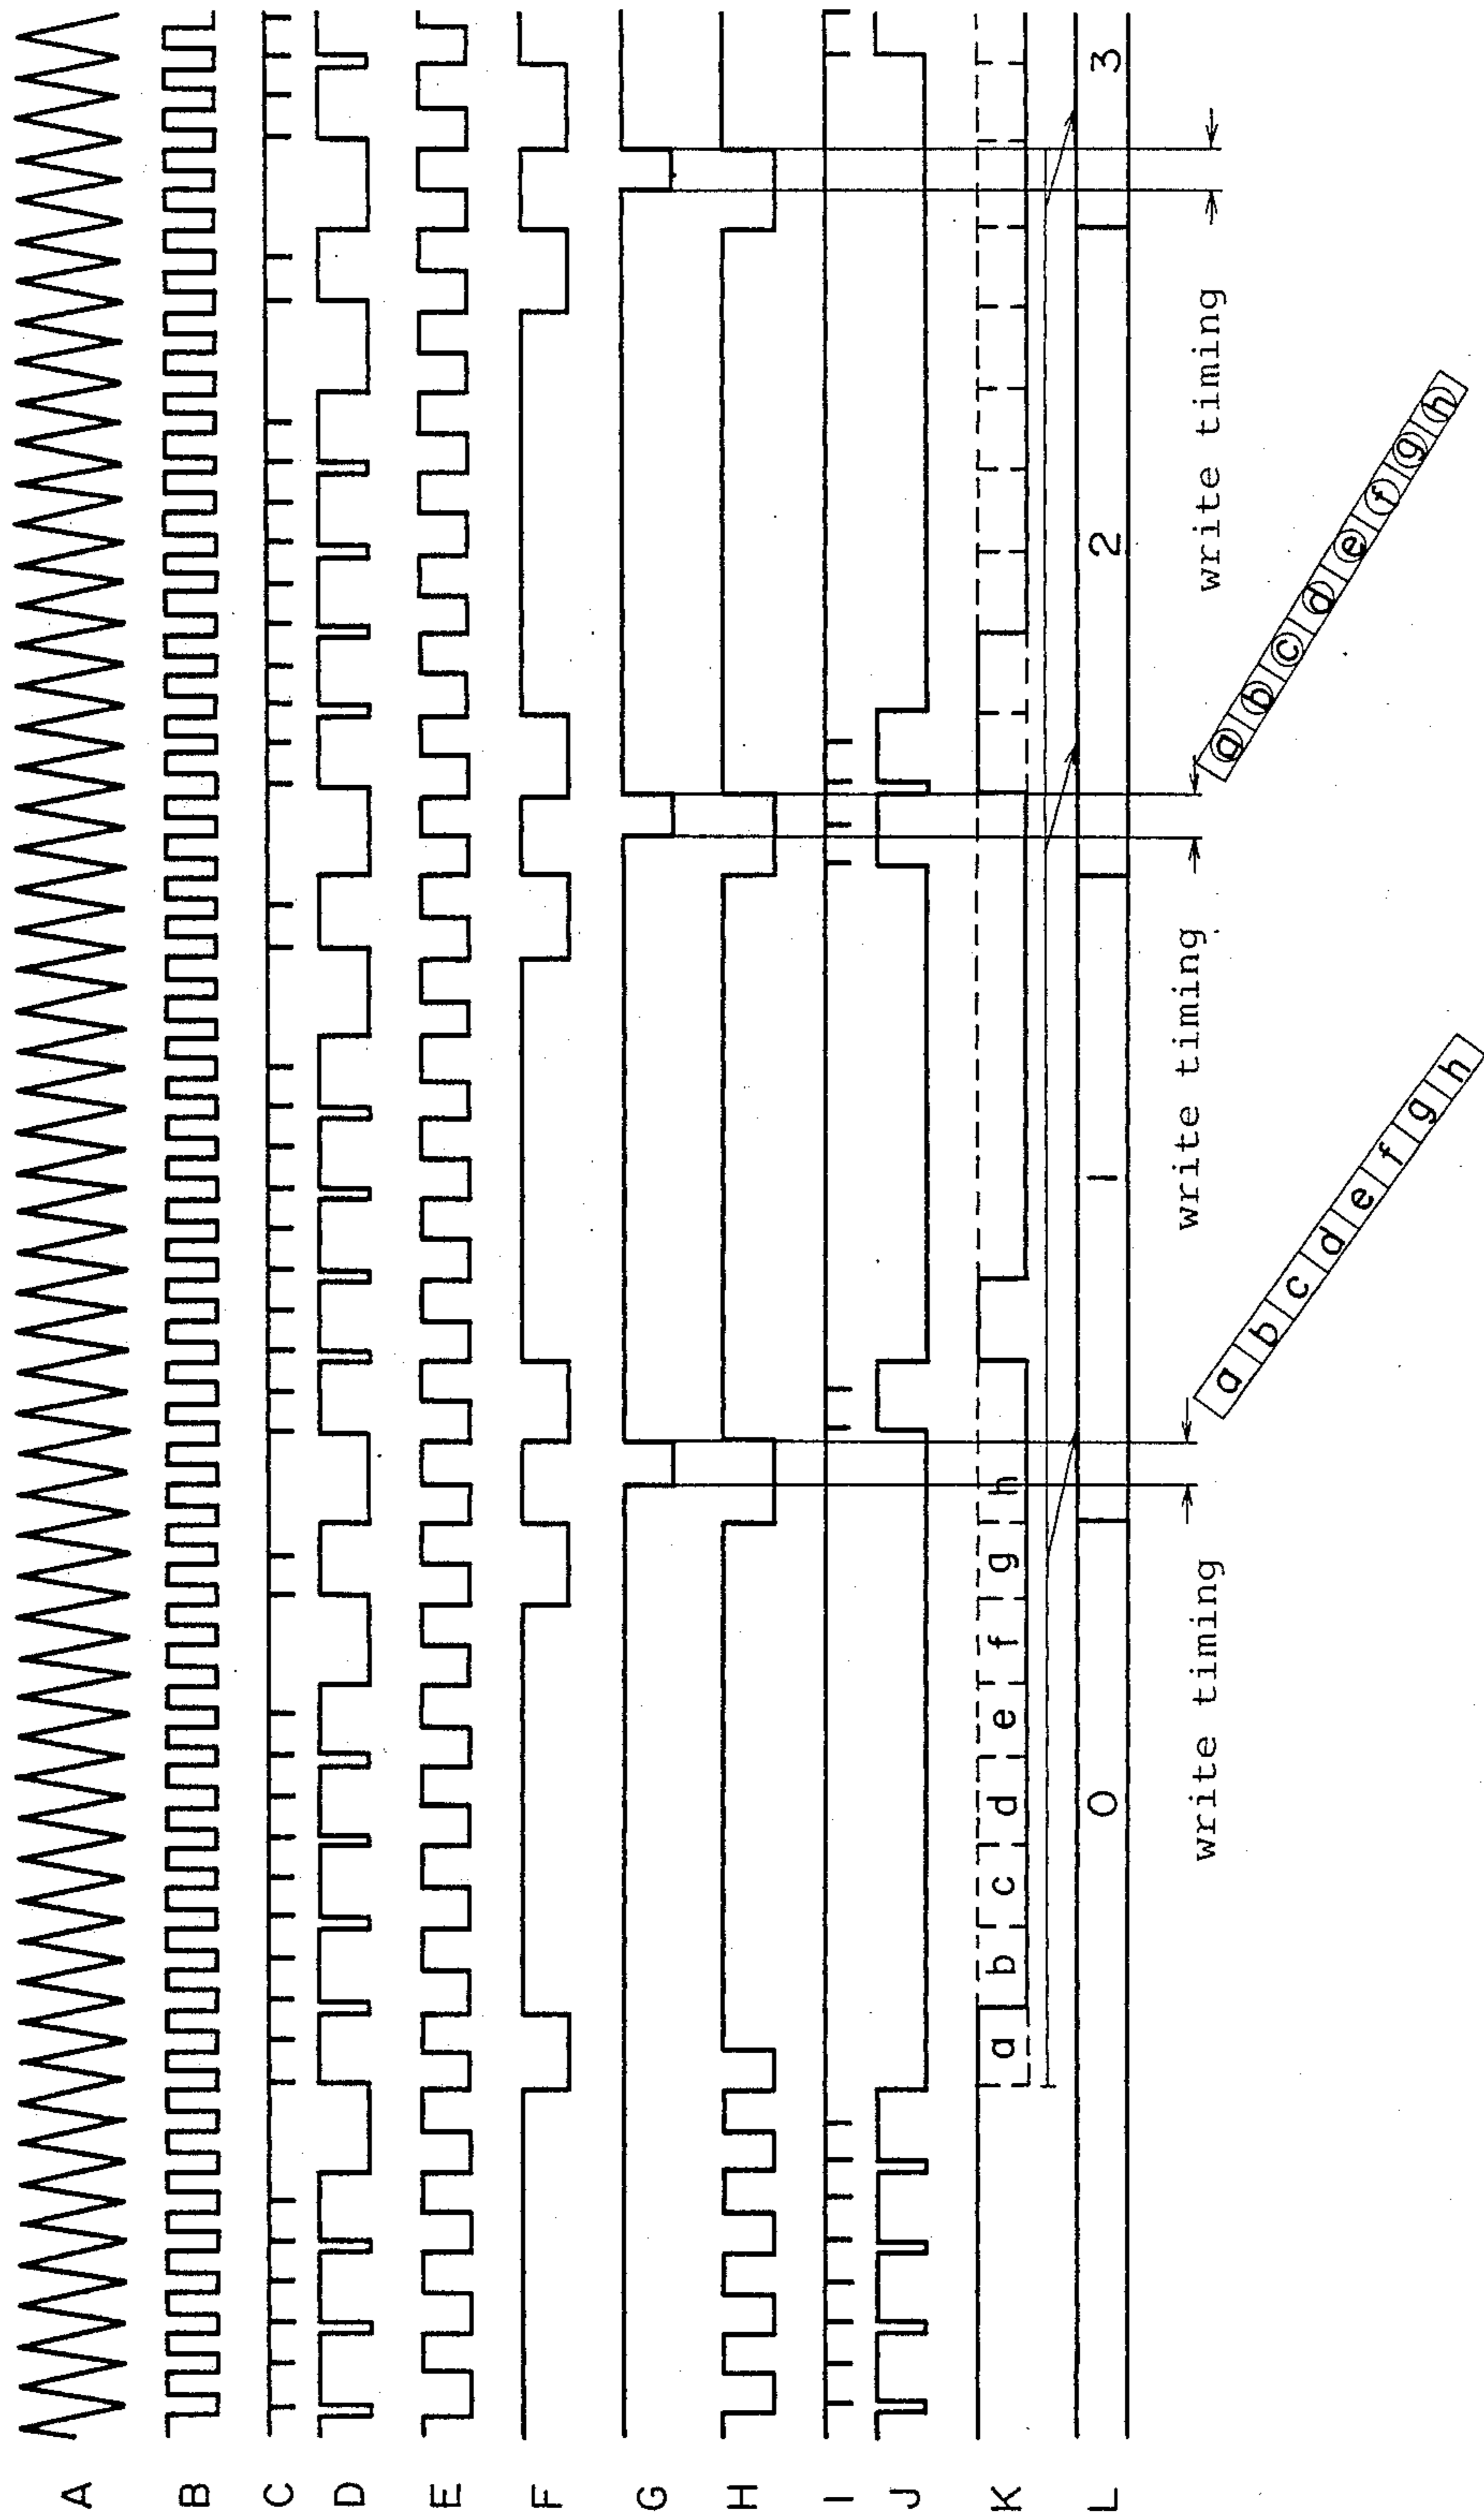 A
B
C
D
E
F
G
H
I
J
K
L
a b c d e f g h
0 1 2 3
write timing
write timing
write timing
a b c d e f g h
a b c d e f g h